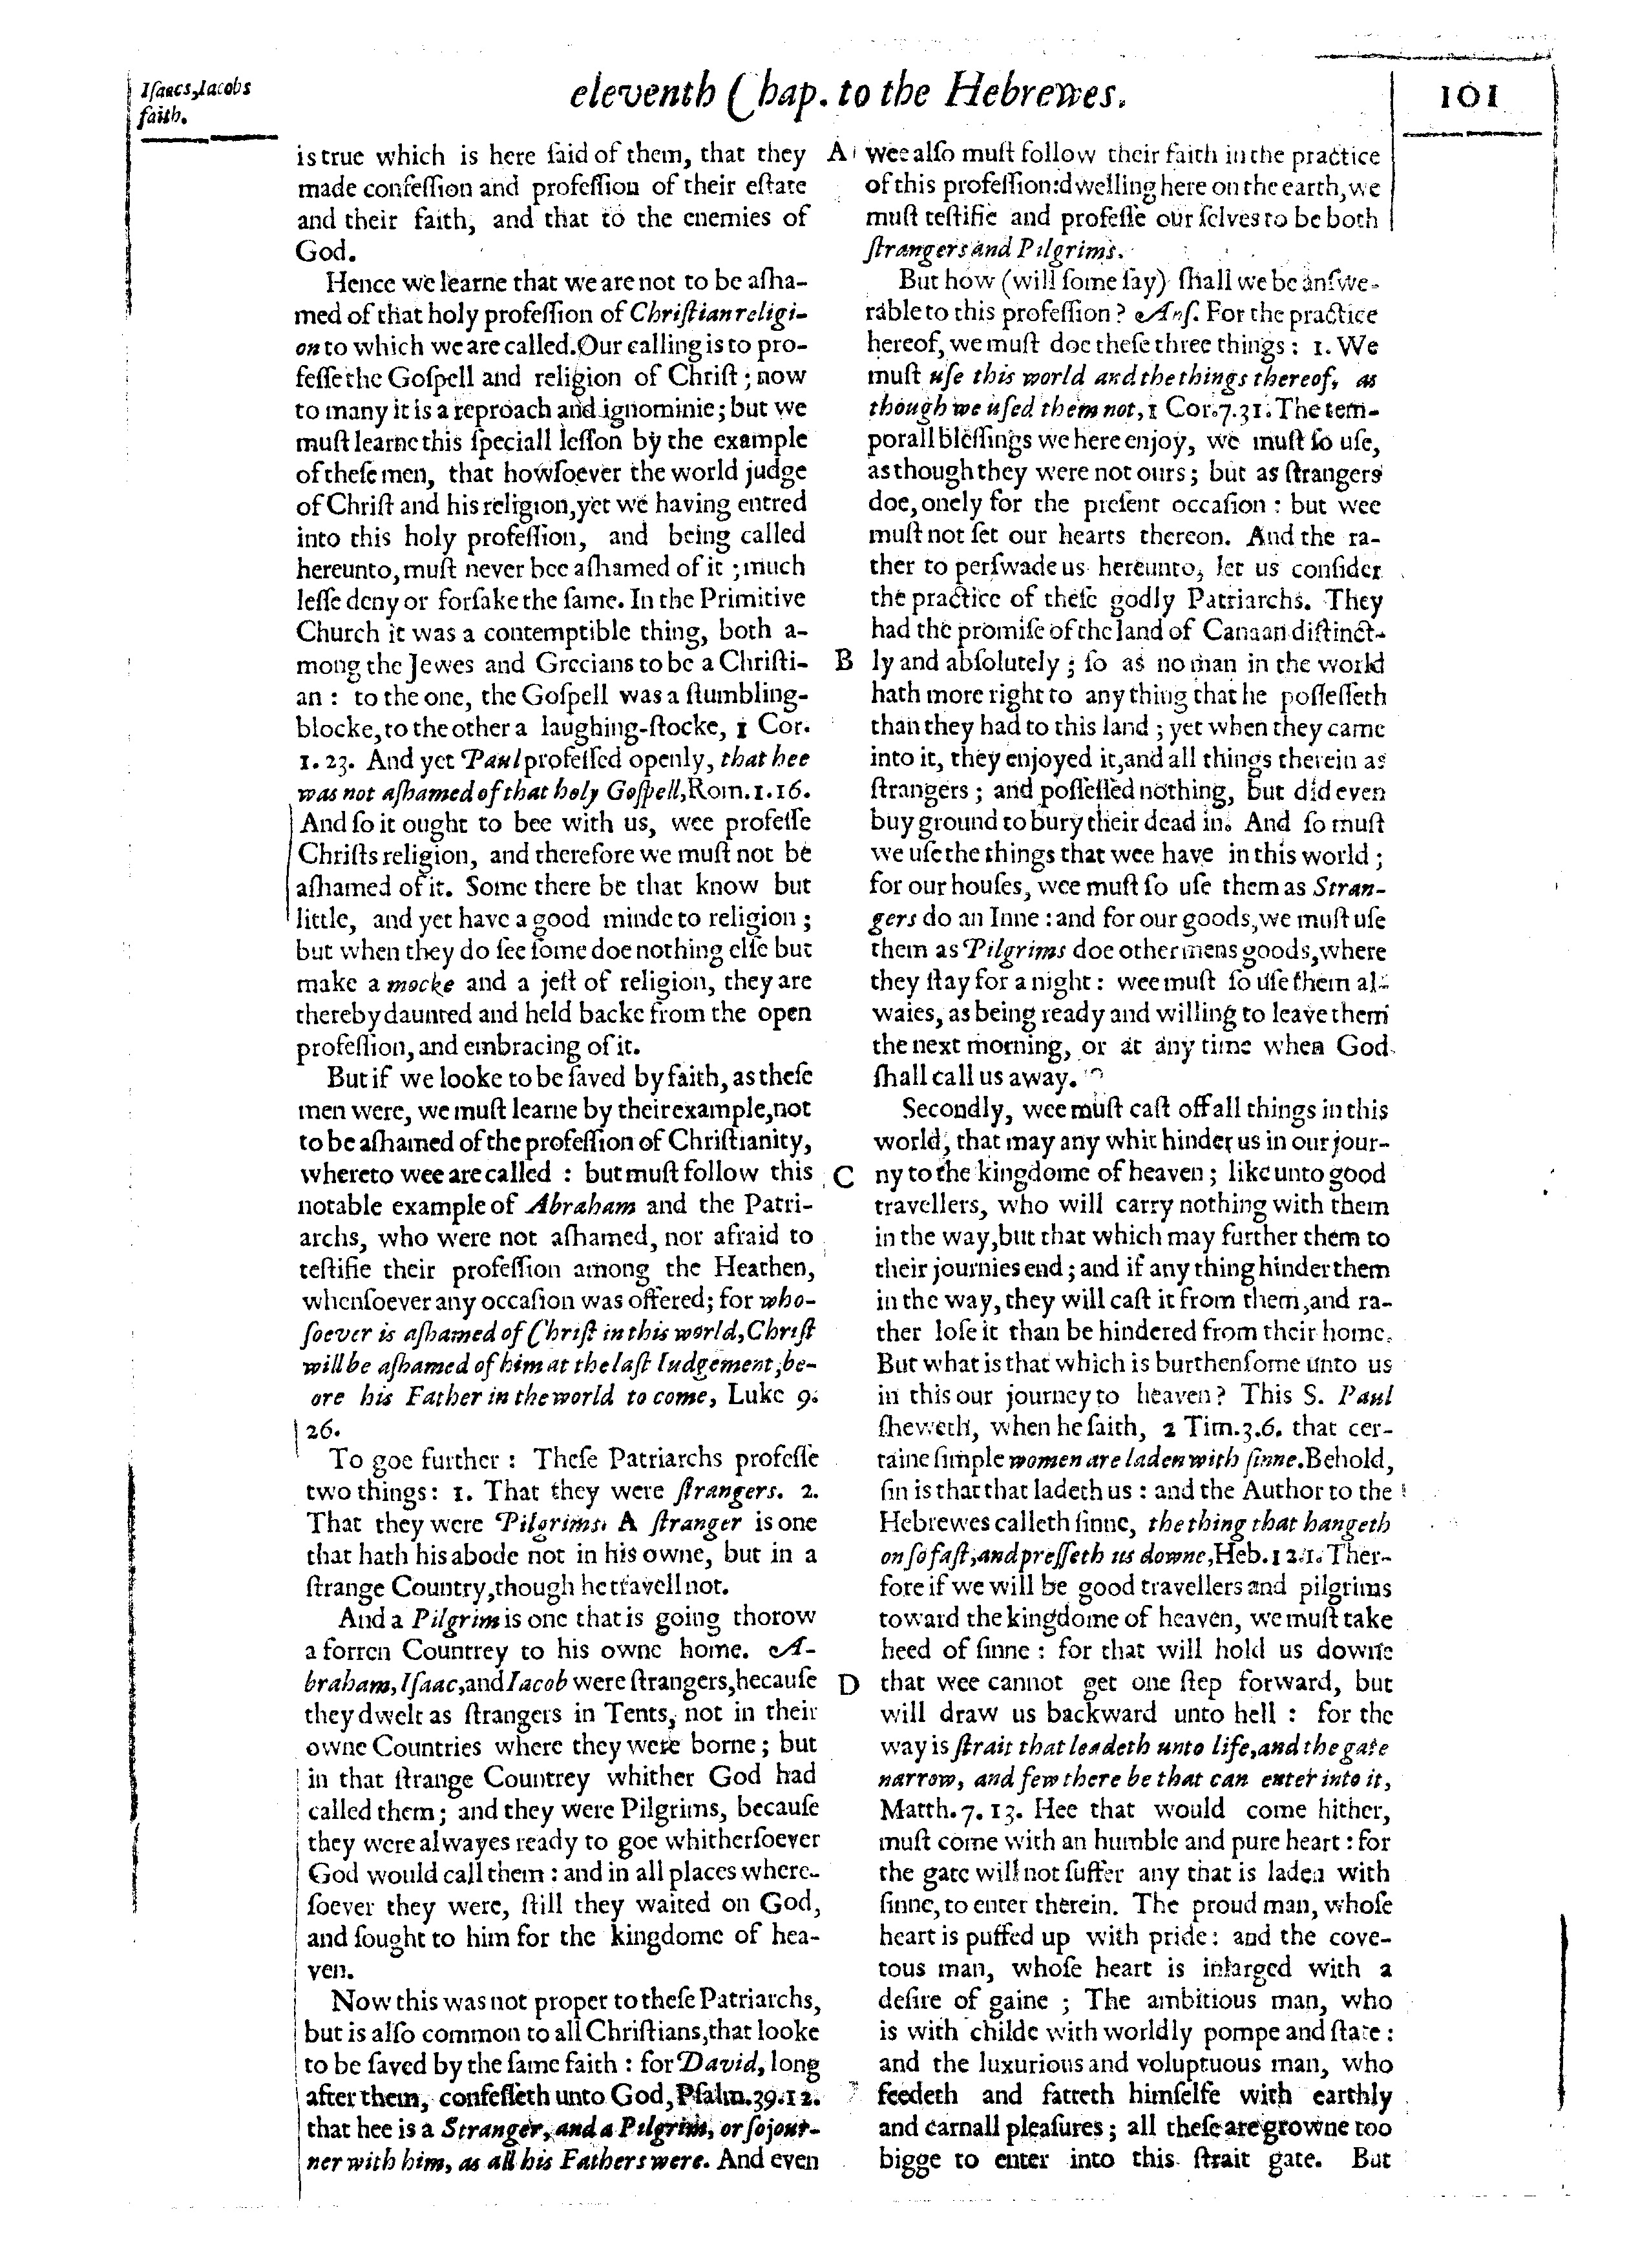 Iſaacs, Iacobs
faith.
eleventh Chap. to the Hebrewes.
101
is true which is here ſaid of them, that they
made confeſſion and profeſſion of their eſtate
and their faith, and that to the enemies of
God.
Hence we learne that we are not to be aſha-
med of that holy profeſſion of Chriſtian religi-
on to which we are called. Our calling is to pro-
feſſe the Goſpell and religion of Chriſt; now
to many it is a reproach and ignominie; but we
muſt learne this ſpeciall leſſon by the example
of theſe men, that howſoever the world judge
of Chriſt and his religion, yet we having entred
into this holy profeſſion, and being called
hereunto, muſt never bee aſhamed of it; much
leſſe deny or forſake the ſame. In the Primitive
Church it was a contemptible thing, both a-
mong the Jewes and Grecians to be a Chriſti-
an: to the one, the Goſpell was a ſtumbling-
blocke, to the other a laughing-ſtocke, 1 Cor.
1. 23. And yet Paul profeſſed openly, that hee
was not aſhamed of that holy Goſpell, Rom. 1. 16.
And ſo it ought to bee with us, wee profeſſe
Chriſts religion, and therefore we muſt not be
aſhamed of it. Some there be that know but
little, and yet have a good minde to religion;
but when they do ſee ſome doe nothing elſe but
make a mocke and a jeſt of religion, they are
thereby daunted and held backe from the open
profeſſion, and embracing of it.
But if we looke to be ſaved by faith, as theſe
men were, we muſt learne by their example, not
to be aſhamed of the profeſſion of Chriſtianity,
whereto wee are called: but muſt follow this
notable example of Abraham and the Patri-
archs, who were not aſhamed, nor afraid to
teſtifie their profeſſion among the Heathen,
whenſoever any occaſion was offered; for who-
ſoever is aſhamed of Chriſt in this world, Chriſt
will be aſhamed of him at the laſt Iudgement, be-
ore his Father in the world to come, Luke 9.
26.
To goe further: Theſe Patriarchs profeſſe
two things: 1. That they were ſtrangers. 2.
That they were Pilgrims. A ſtranger is one
that hath his abode not in his owne, but in a
ſtrange Country, though he travell not.
And a Pilgrim is one that is going thorow
a forren Countrey to his owne home. A-
braham, Iſaac, and Iacob were ſtrangers, hecauſe
they dwelt as ſtrangers in Tents, not in their
owne Countries where they were borne; but
in that ſtrange Countrey whither God had
called them; and they were Pilgrims, becauſe
they were alwayes ready to goe whitherſoever
God would call them: and in all places where-
ſoever they were, ſtill they waited on God,
and ſought to him for the kingdome of hea-
ven.
Now this was not proper to theſe Patriarchs,
but is alſo common to all Chriſtians, that looke
to be ſaved by the ſame faith: for David, long
after them, confeſſeth unto God, Pſalm. 39. 12.
that hee is a Stranger, and a Pilgrim, or ſojour-
ner with him, as all his Fathers were. And even
A
B
C
D
wee alſo muſt follow their faith in the practice
of this profeſſion: dwelling here on the earth, we
muſt teſtifie and profeſſe our ſelves to be both
ſtrangers and Pilgrims.
But how (will ſome ſay) ſhall we be anſwe-
rable to this profeſſion? Anſ. For the practice
hereof, we muſt doe theſe three things: 1. We
muſt uſe this world and the things thereof, as
though we uſed them not, 1 Cor. 7. 31. The tem-
porall bleſſings we here enjoy, we muſt ſo uſe,
as though they were not ours; but as ſtrangers
doe, onely for the preſent occaſion: but wee
muſt not ſet our hearts thereon. And the ra-
ther to perſwade us hereunto, let us conſider
the practice of theſe godly Patriarchs. They
had the promiſe of the land of Canaan diſtinct-
ly and abſolutely; ſo as no man in the world
hath more right to any thing that he poſſeſſeth
than they had to this land; yet when they came
into it, they enjoyed it, and all things therein as
ſtrangers; and poſſeſſed nothing, but did even
buy ground to bury their dead in. And ſo muſt
we uſe the things that wee have in this world;
for our houſes, wee muſt ſo uſe them as Stran-
gers do an Inne: and for our goods, we muſt uſe
them as Pilgrims doe other mens goods, where
they ſtay for a night: wee muſt ſo uſe them al-
waies, as being ready and willing to leave them
the next morning, or at any time when God
ſhall call us away.
Secondly, wee muſt caſt off all things in this
world, that may any whit hinder us in our jour-
ny to the kingdome of heaven; like unto good
travellers, who will carry nothing with them
in the way, but that which may further them to
their journies end; and if any thing hinder them
in the way, they will caſt it from them, and ra-
ther loſe it than be hindered from their home.
But what is that which is burthenſome unto us
in this our journey to heaven? This S. Paul
ſheweth, when he ſaith, 2 Tim. 3. 6. that cer-
taine ſimple women are laden with ſinne. Behold,
ſin is that that ladeth us: and the Author to the
Hebrewes calleth ſinne, the thing that hangeth
on ſo faſt, and preſſeth us downe, Heb. 12. 1. Ther-
fore if we will be good travellers and pilgrims
toward the kingdome of heaven, we muſt take
heed of ſinne: for that will hold us downe
that wee cannot get one ſtep forward, but
will draw us backward unto hell: for the
way is ſtrait that leadeth unto life, and the gate
narrow, and few there be that can enter into it,
Matth. 7. 13. Hee that would come hither,
muſt come with an humble and pure heart: for
the gate will not ſuffer any that is laden with
ſinne, to enter therein. The proud man, whoſe
heart is puffed up with pride: and the cove-
tous man, whoſe heart is inlarged with a
deſire of gaine; The ambitious man, who
is with childe with worldly pompe and ſtate:
and the luxurious and voluptuous man, who
feedeth and fatteth himſelfe with earthly
and carnall pleaſures; all theſe are growne too
bigge to enter into this ſtrait gate. But